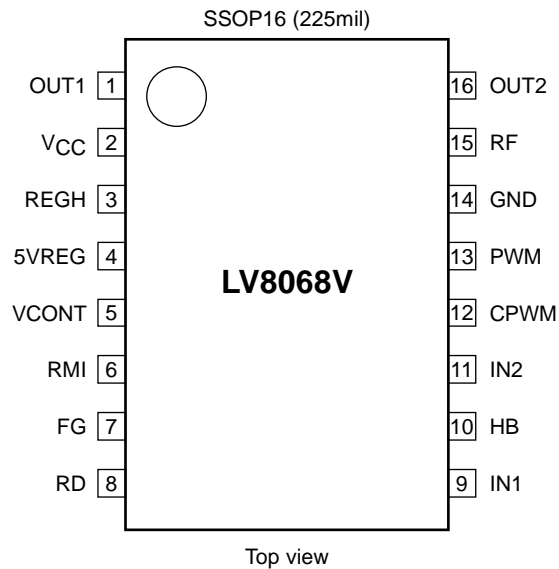 SSOP16 (225mil)
OUT1 1
VCC 2
REGH 3
5VREG 4
VCONT 5
RMI 6
FG 7
RD 8
LV8068V
16 OUT2
15 RF
14 GND
13 PWM
12 CPWM
11 IN2
10 HB
9 IN1
Top view